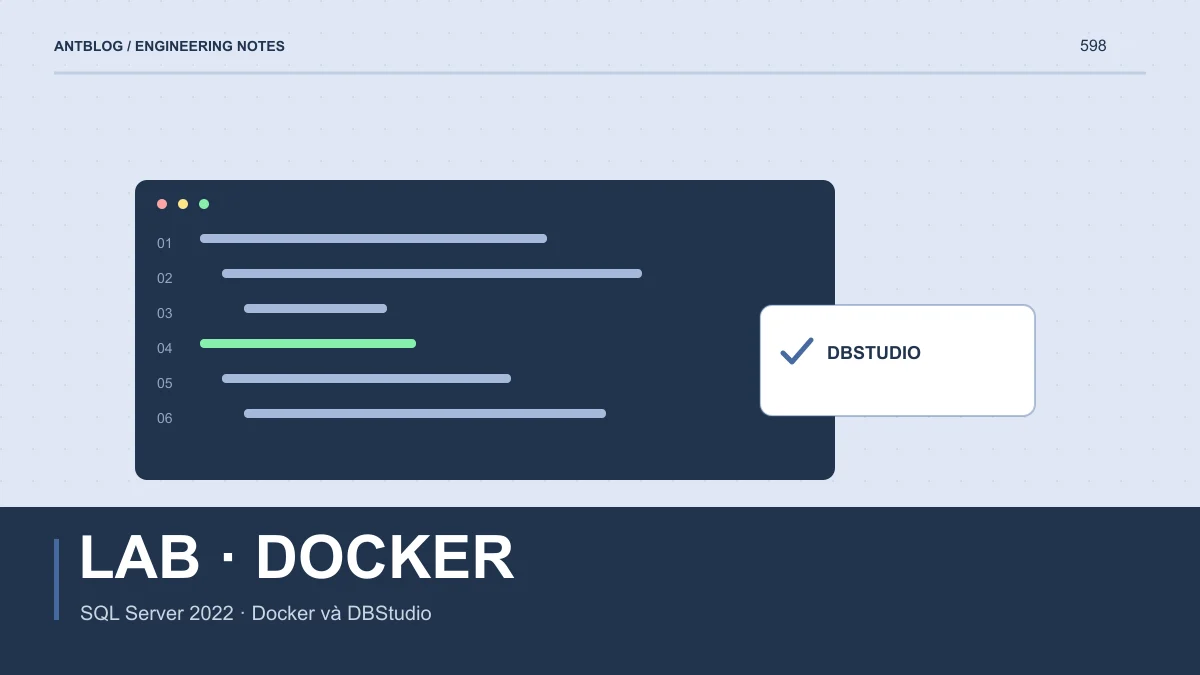 ANTBLOG / ENGINEERING NOTES
598
01
02
03
04
05
06
DBSTUDIO
LAB · DOCKER
SQL Server 2022 · Docker và DBStudio